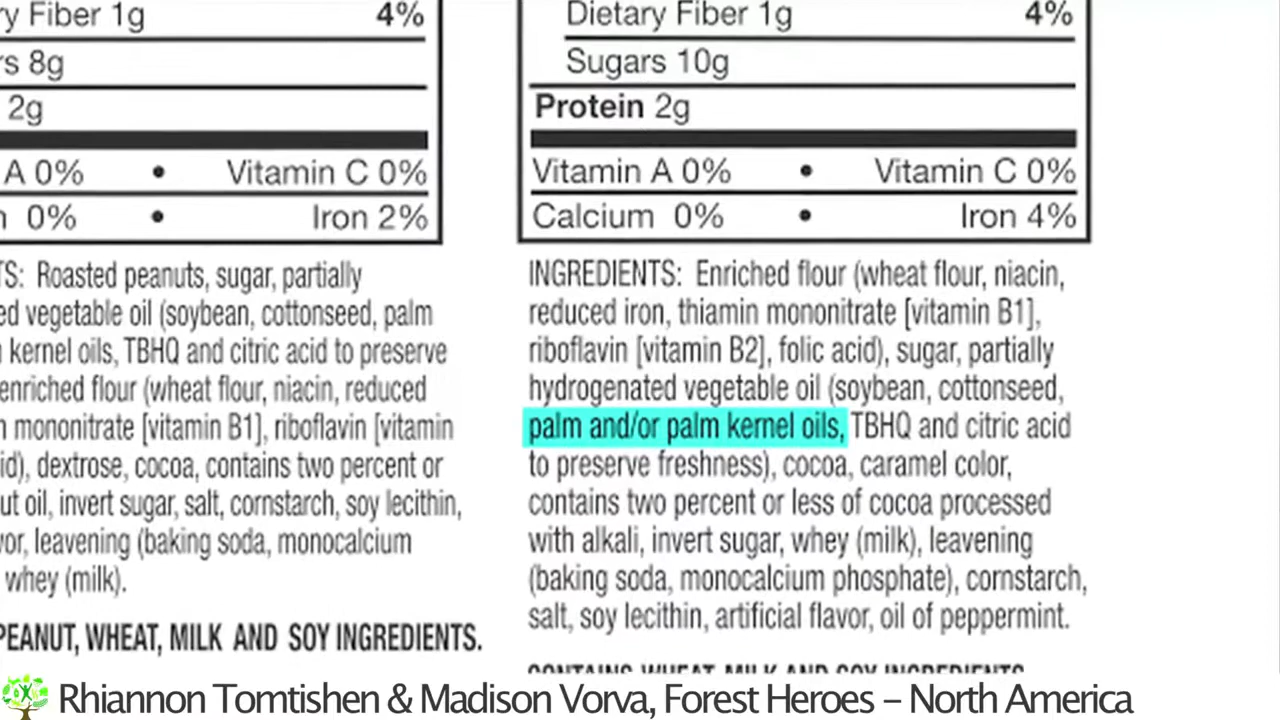 ry Fiber 1g 4%
rs 8g
2g
A 0% • Vitamin C 0%
0% • Iron 2%
TS: Roasted peanuts, sugar, partially
ed vegetable oil (soybean, cottonseed, palm
kernel oils, TBHQ and citric acid to preserve
enriched flour (wheat flour, niacin, reduced
n mononitrate [vitamin B1], riboflavin [vitamin
id), dextrose, cocoa, contains two percent or
ut oil, invert sugar, salt, cornstarch, soy lecithin,
vor, leavening (baking soda, monocalcium
whey (milk).
PEANUT, WHEAT, MILK AND SOY INGREDIENTS.
Dietary Fiber 1g 4%
Sugars 10g
Protein 2g
Vitamin A 0% • Vitamin C 0%
Calcium 0% • Iron 4%
INGREDIENTS: Enriched flour (wheat flour, niacin,
reduced iron, thiamin mononitrate [vitamin B1],
riboflavin [vitamin B2], folic acid), sugar, partially
hydrogenated vegetable oil (soybean, cottonseed,
palm and/or palm kernel oils, TBHQ and citric acid
to preserve freshness), cocoa, caramel color,
contains two percent or less of cocoa processed
with alkali, invert sugar, whey (milk), leavening
(baking soda, monocalcium phosphate), cornstarch,
salt, soy lecithin, artificial flavor, oil of peppermint.
CONTAINS WHEAT, MILK AND SOY INGREDIENTS.
Rhiannon Tomtishen & Madison Vorva, Forest Heroes – North America